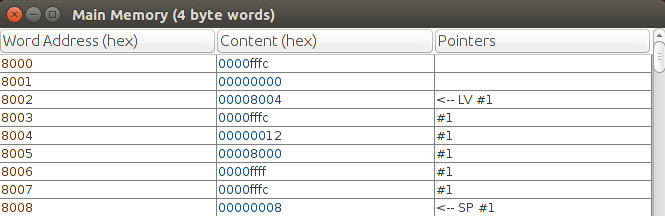 Main Memory (4 byte words)
Word Address (hex) Content (hex) Pointers
8000 0000fffc
8001 00000000
8002 00008004 <-- LV #1
8003 0000fffc #1
8004 00000012 #1
8005 00008000 #1
8006 0000ffff #1
8007 0000fffc #1
8008 00000008 <-- SP #1